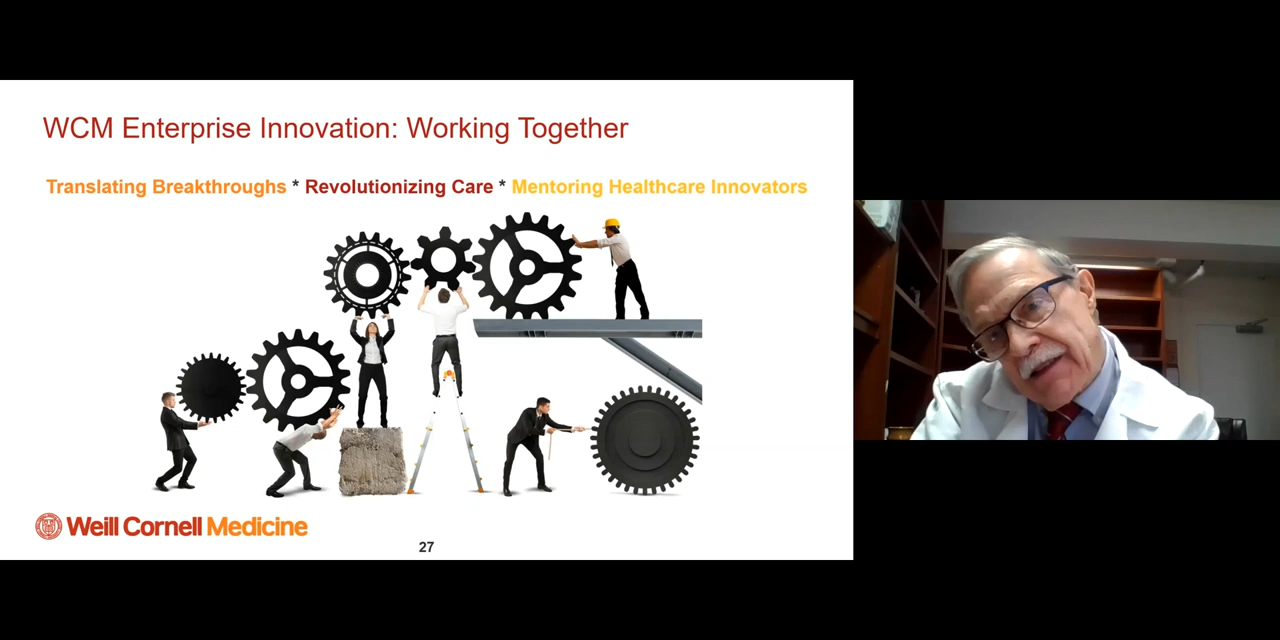 WCM Enterprise Innovation: Working Together
Translating Breakthroughs * Revolutionizing Care * Mentoring Healthcare Innovators
Weill Cornell Medicine
27